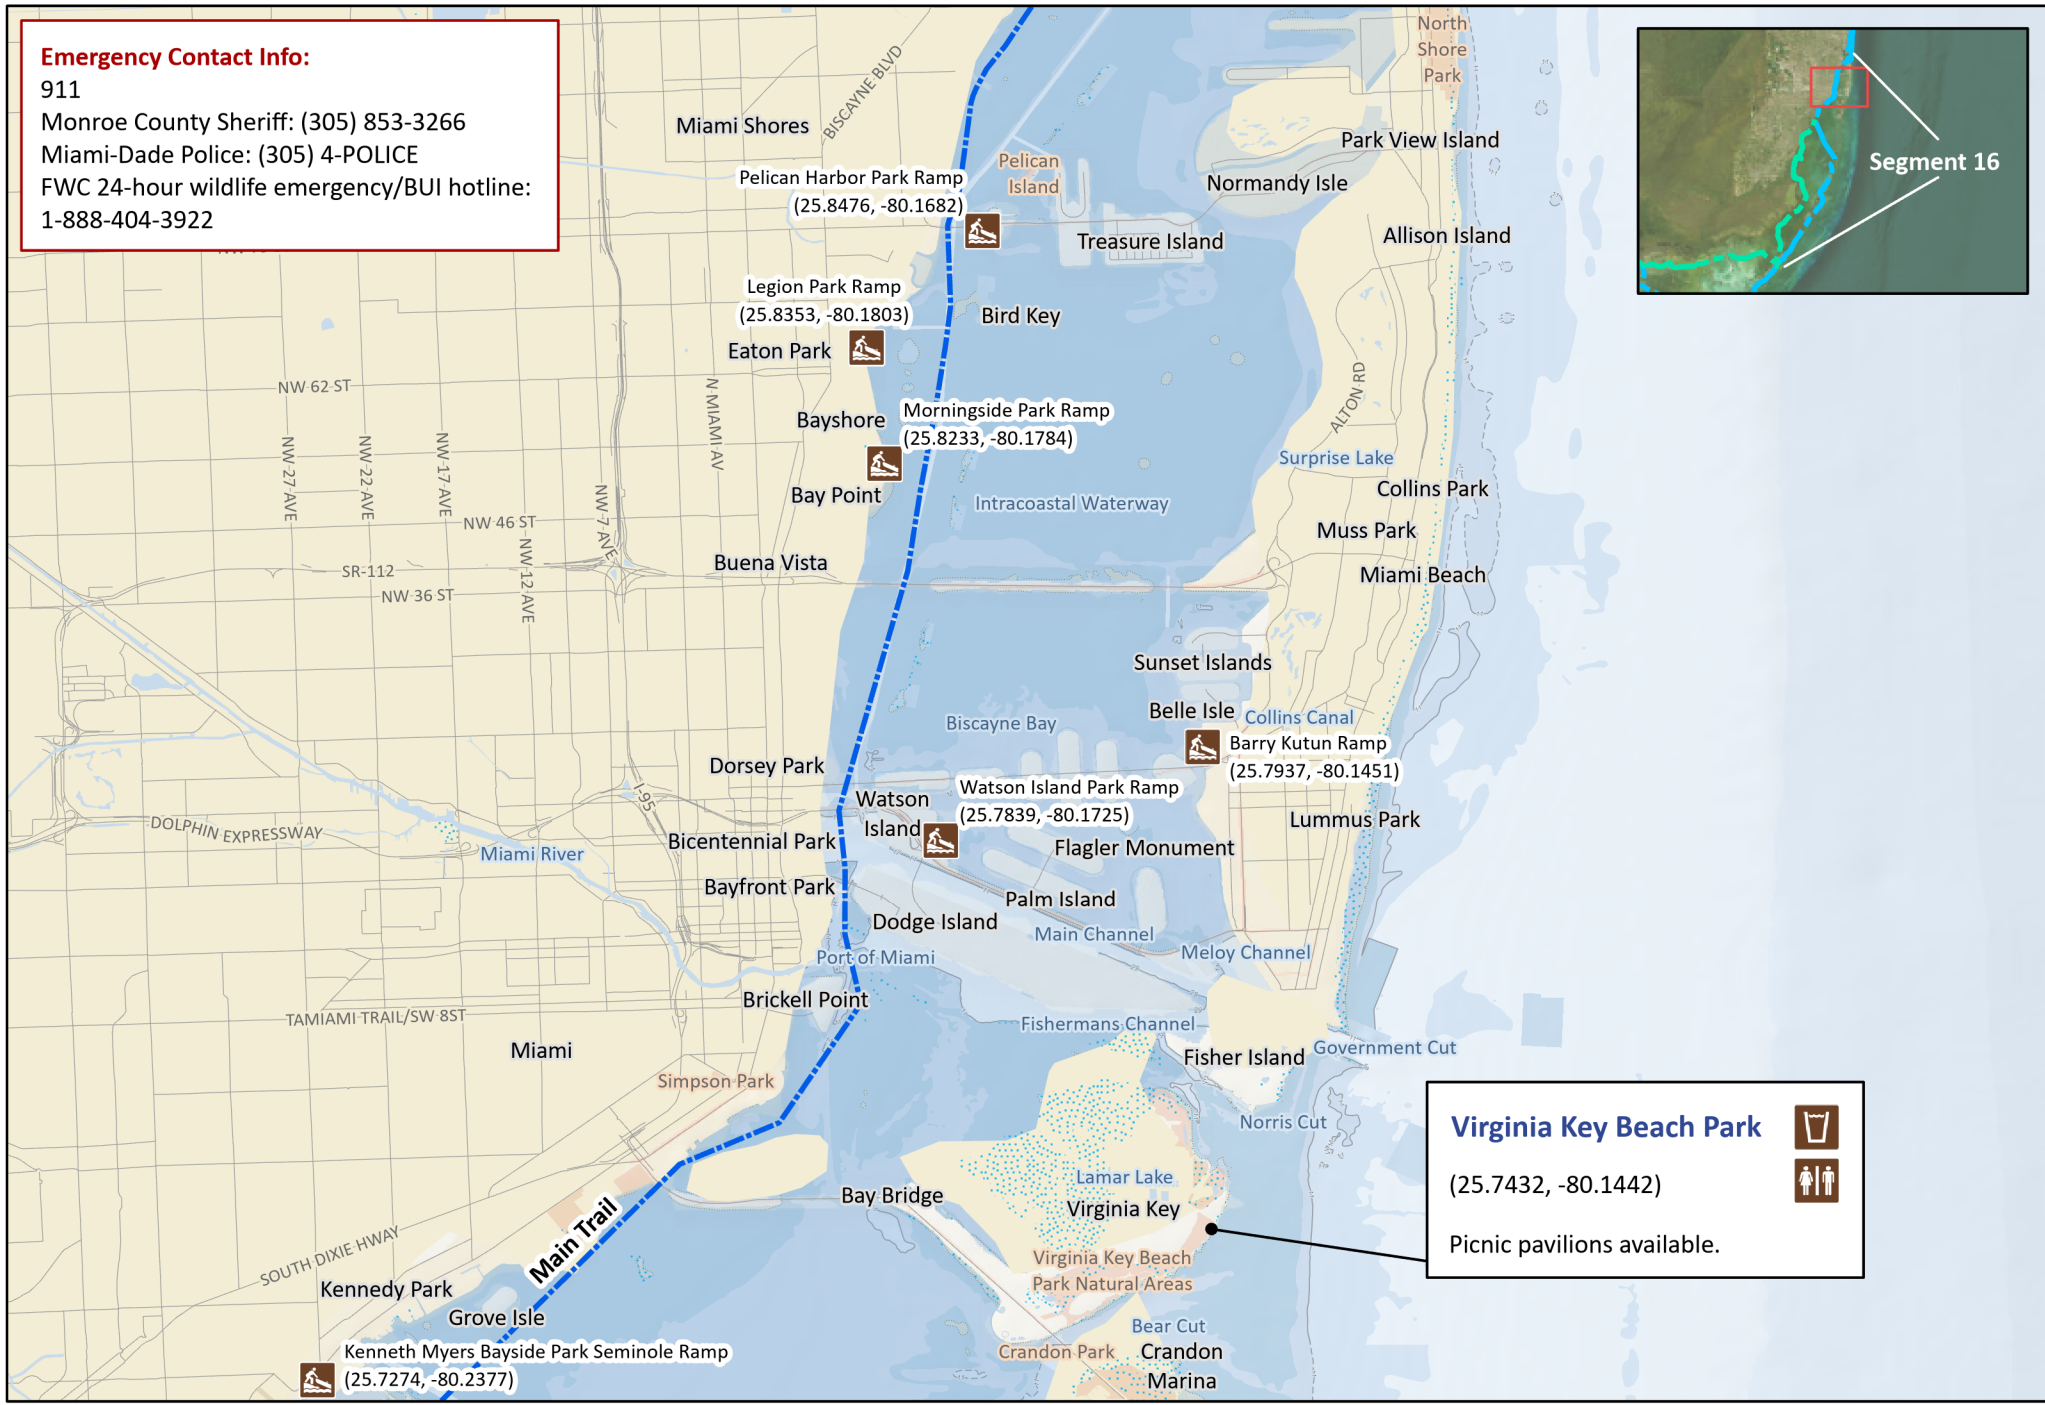 Emergency Contact Info:
911
Monroe County Sheriff: (305) 853-3266
Miami-Dade Police: (305) 4-POLICE
FWC 24-hour wildlife emergency/BUI hotline:
1-888-404-3922
North
Shore
Park
Segment 16
BISCAYNE BLVD
Miami Shores
Park View Island
Pelican
Island
Pelican Harbor Park Ramp
(25.8476, -80.1682)
Normandy Isle
Treasure Island
Allison Island
Legion Park Ramp
(25.8353, -80.1803)
Bird Key
Eaton Park
NW 62 ST
N MIAMI AV
ALTON RD
Bayshore
Morningside Park Ramp
(25.8233, -80.1784)
Surprise Lake
NW 27 AVE
NW 22 AVE
NW 17 AVE
NW 7 AVE
Bay Point
Intracoastal Waterway
Collins Park
NW 46 ST
Muss Park
NW 12 AVE
Buena Vista
SR-112
Miami Beach
NW 36 ST
Sunset Islands
Belle Isle
Collins Canal
Biscayne Bay
Barry Kutun Ramp
(25.7937, -80.1451)
Dorsey Park
I-95
Watson
Island
Watson Island Park Ramp
(25.7839, -80.1725)
Lummus Park
DOLPHIN EXPRESSWAY
Bicentennial Park
Miami River
Flagler Monument
Bayfront Park
Palm Island
Dodge Island
Main Channel
Meloy Channel
Port of Miami
Brickell Point
TAMIAMI TRAIL/SW 8ST
Fishermans Channel
Miami
Fisher Island
Government Cut
Simpson Park
Norris Cut
Virginia Key Beach Park
(25.7432, -80.1442)
Picnic pavilions available.
Lamar Lake
Bay Bridge
Virginia Key
Main Trail
SOUTH DIXIE HWAY
Virginia Key Beach
Park Natural Areas
Kennedy Park
Grove Isle
Bear Cut
Kenneth Myers Bayside Park Seminole Ramp
(25.7274, -80.2377)
Crandon Park
Crandon
Marina